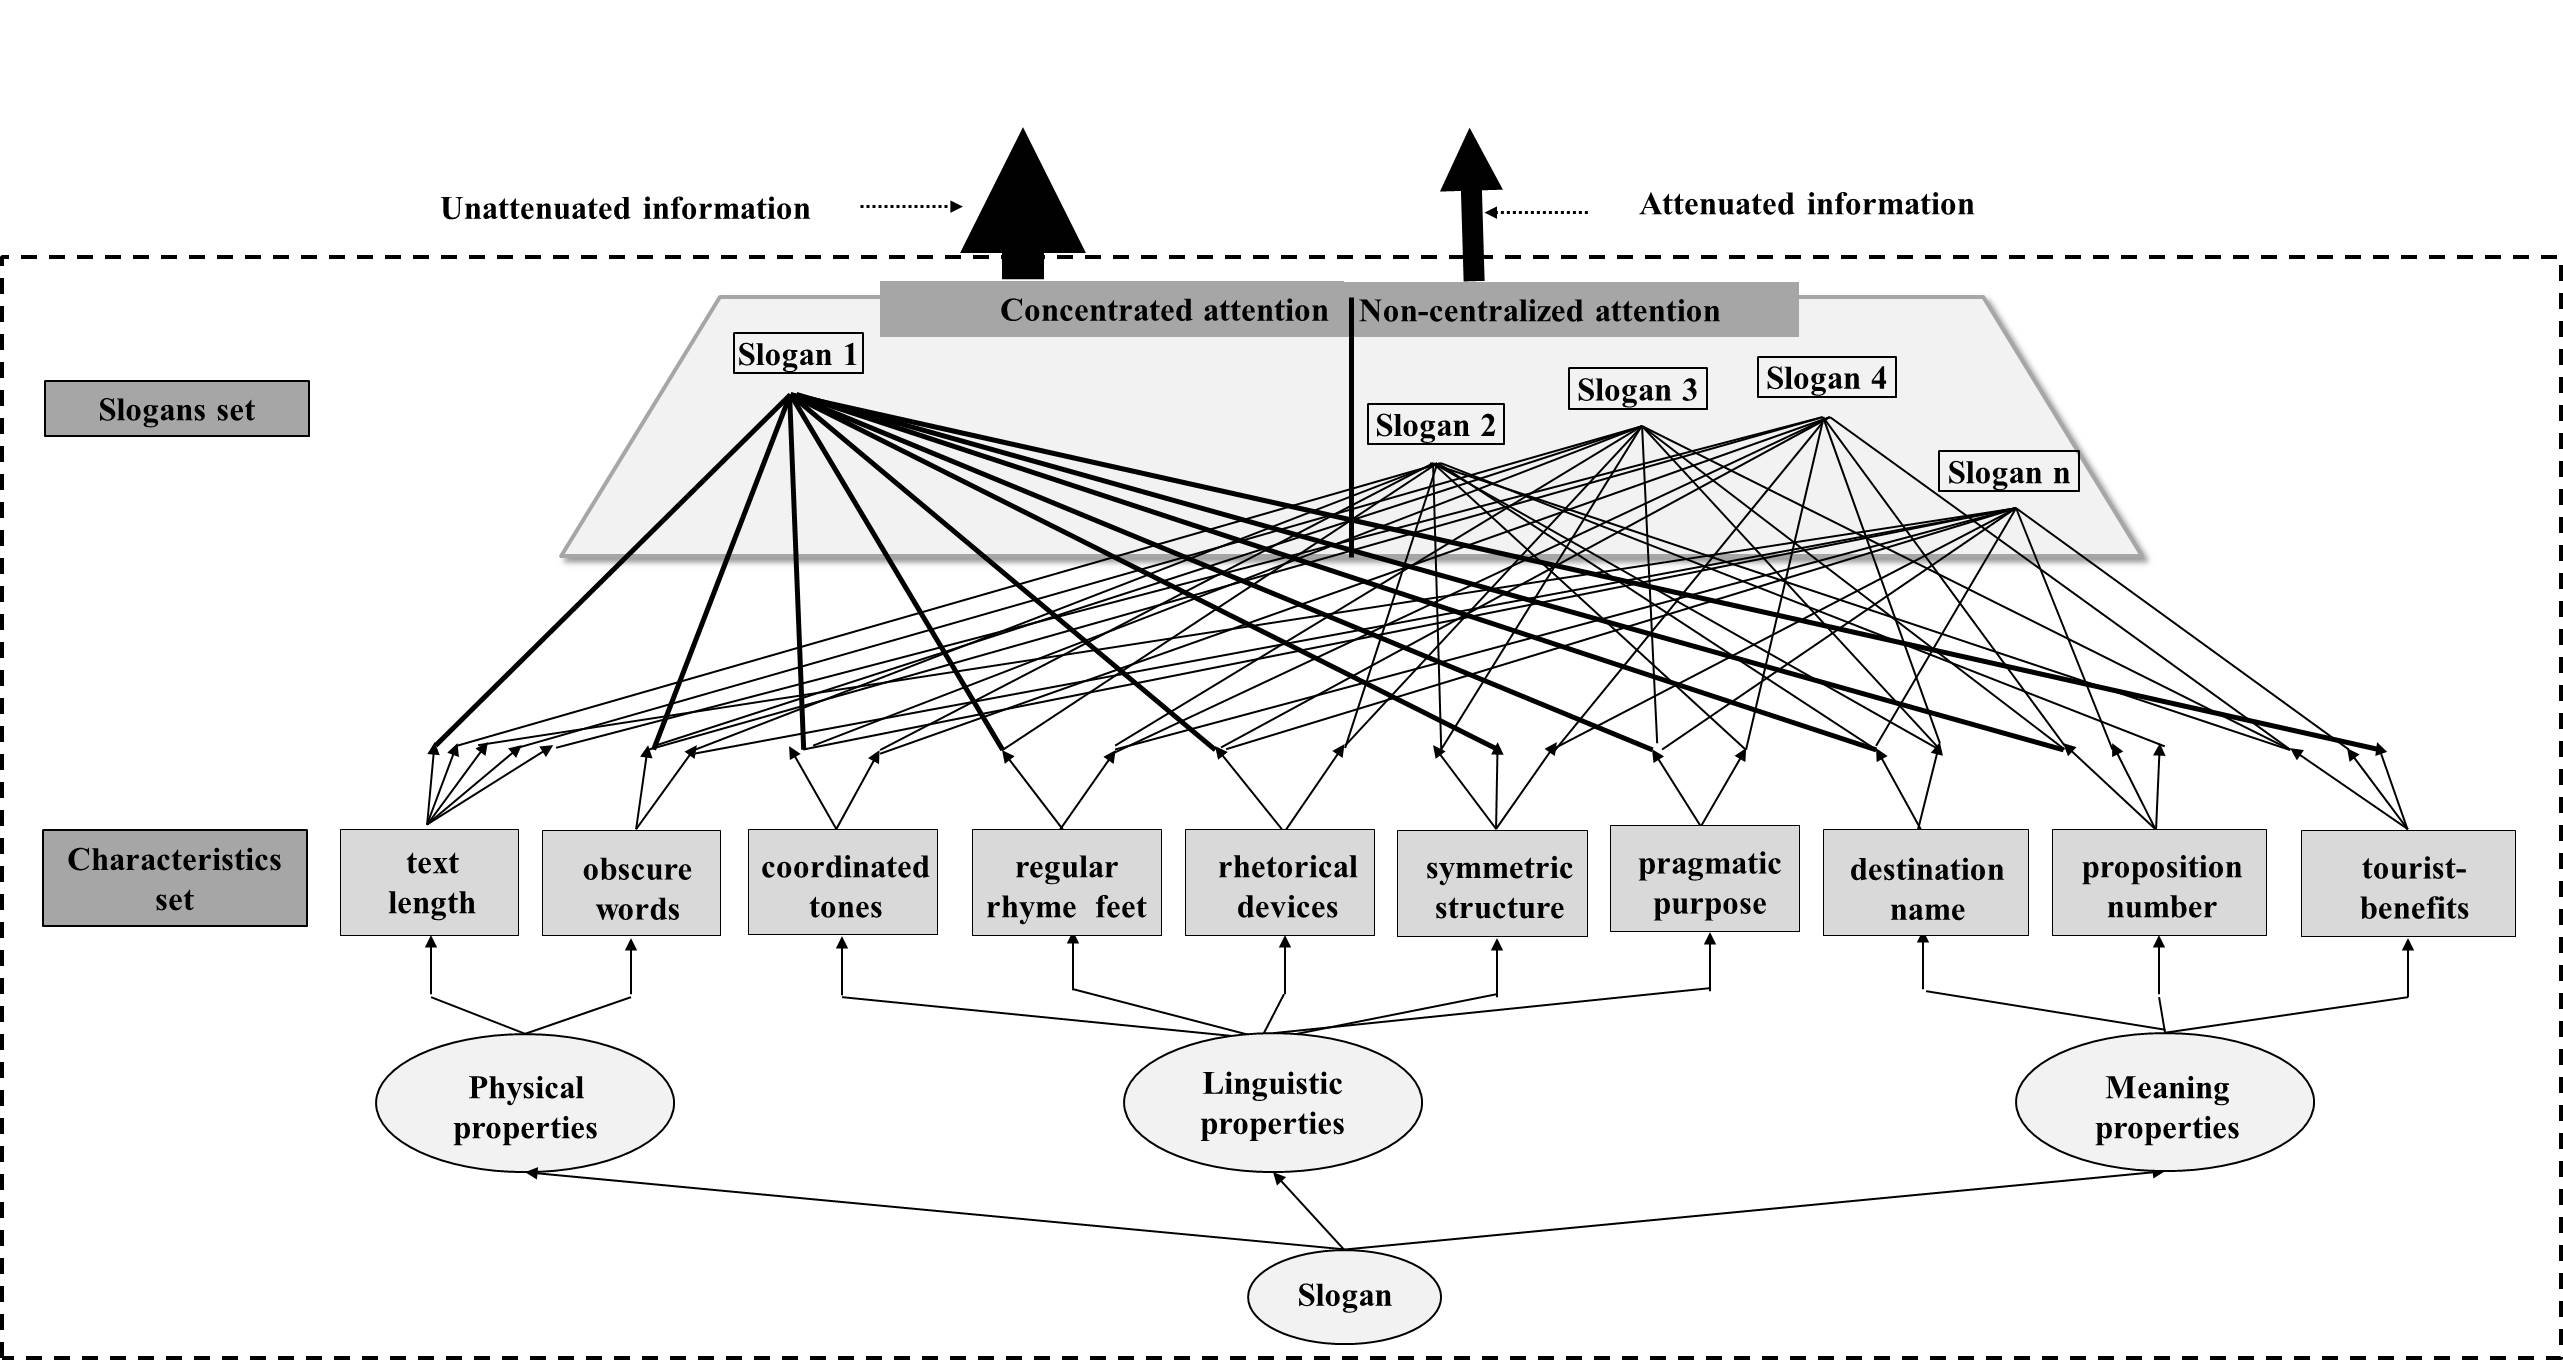 Unattenuated information
Attenuated information
Concentrated attention
Non-centralized attention
Slogan 1
Slogan 2
Slogan 3
Slogan 4
Slogan n
Slogans set
Characteristics
set
text
length
obscure
words
coordinated
tones
regular
rhyme feet
rhetorical
devices
symmetric
structure
pragmatic
purpose
destination
name
proposition
number
tourist-
benefits
Physical
properties
Linguistic
properties
Meaning
properties
Slogan